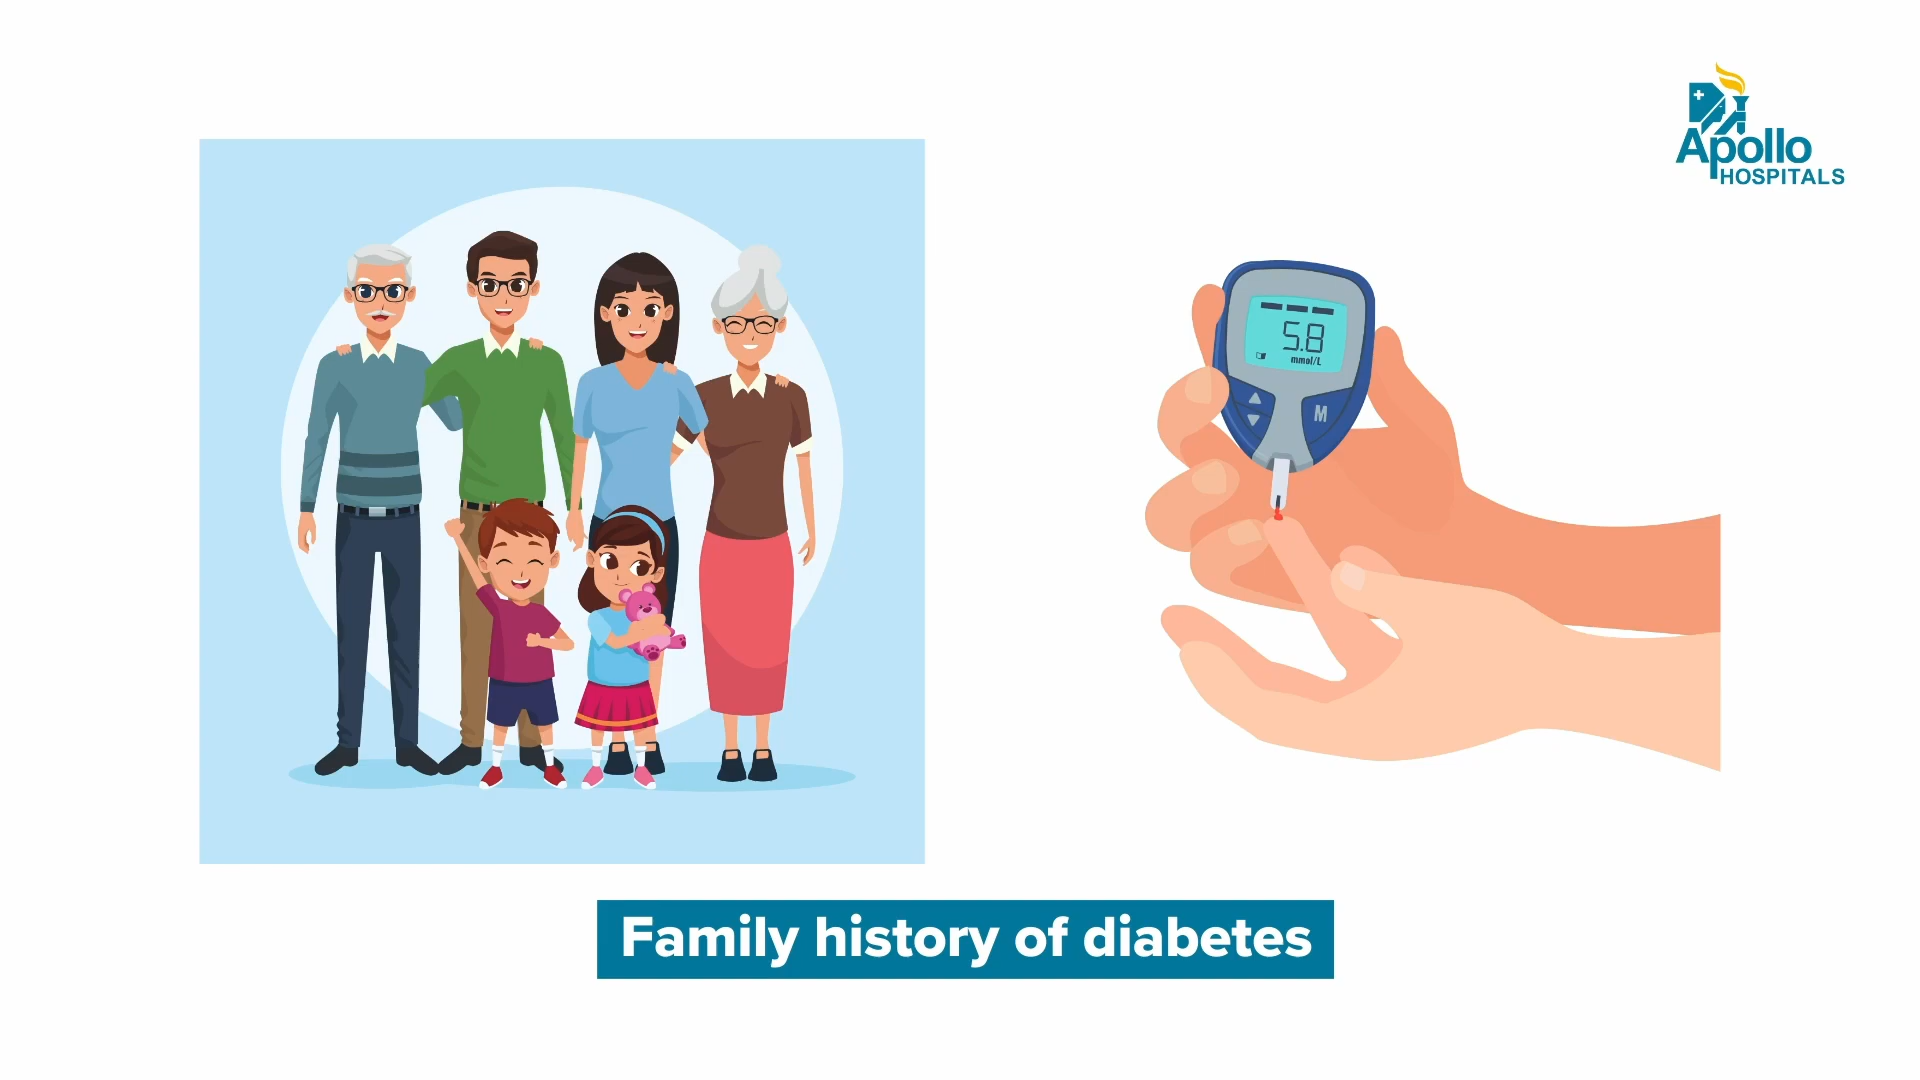 Apollo
HOSPITALS
5.8
mmol/L
M
Family history of diabetes